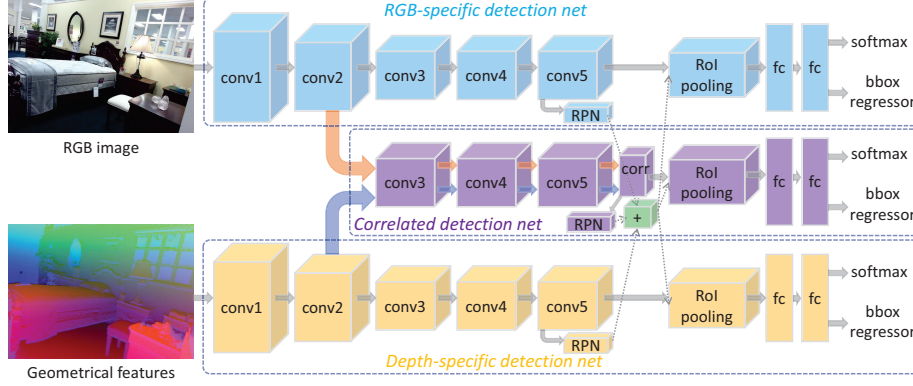 RGB-specific detection net
conv1
conv2
conv3
conv4
conv5
RPN
RoI
pooling
fc
fc
softmax
bbox
regressor
RGB image
conv3
conv4
conv5
corr
RPN
+
RoI
pooling
fc
fc
softmax
bbox
regressor
Correlated detection net
conv1
conv2
conv3
conv4
conv5
RPN
RoI
pooling
fc
fc
softmax
bbox
regressor
Depth-specific detection net
Geometrical features